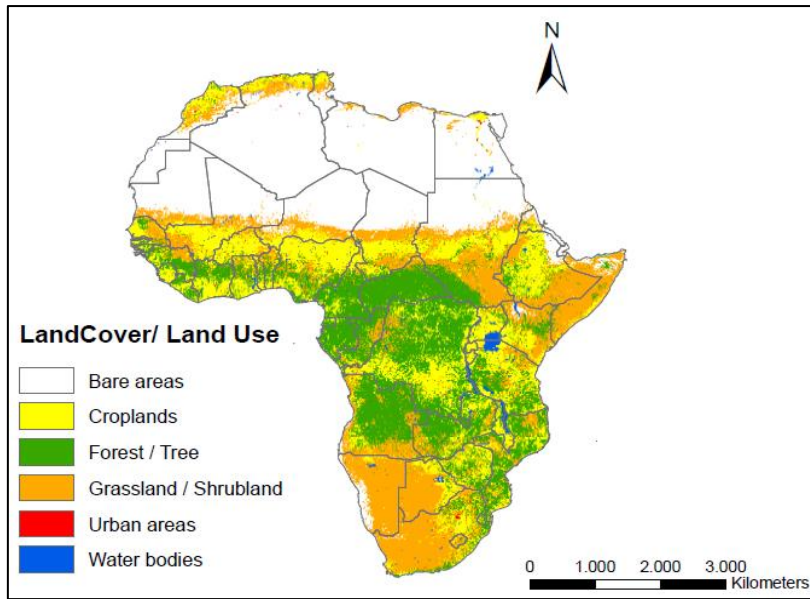 N
LandCover/ Land Use
Bare areas
Croplands
Forest / Tree
Grassland / Shrubland
Urban areas
Water bodies
0 1.000 2.000 3.000
Kilometers